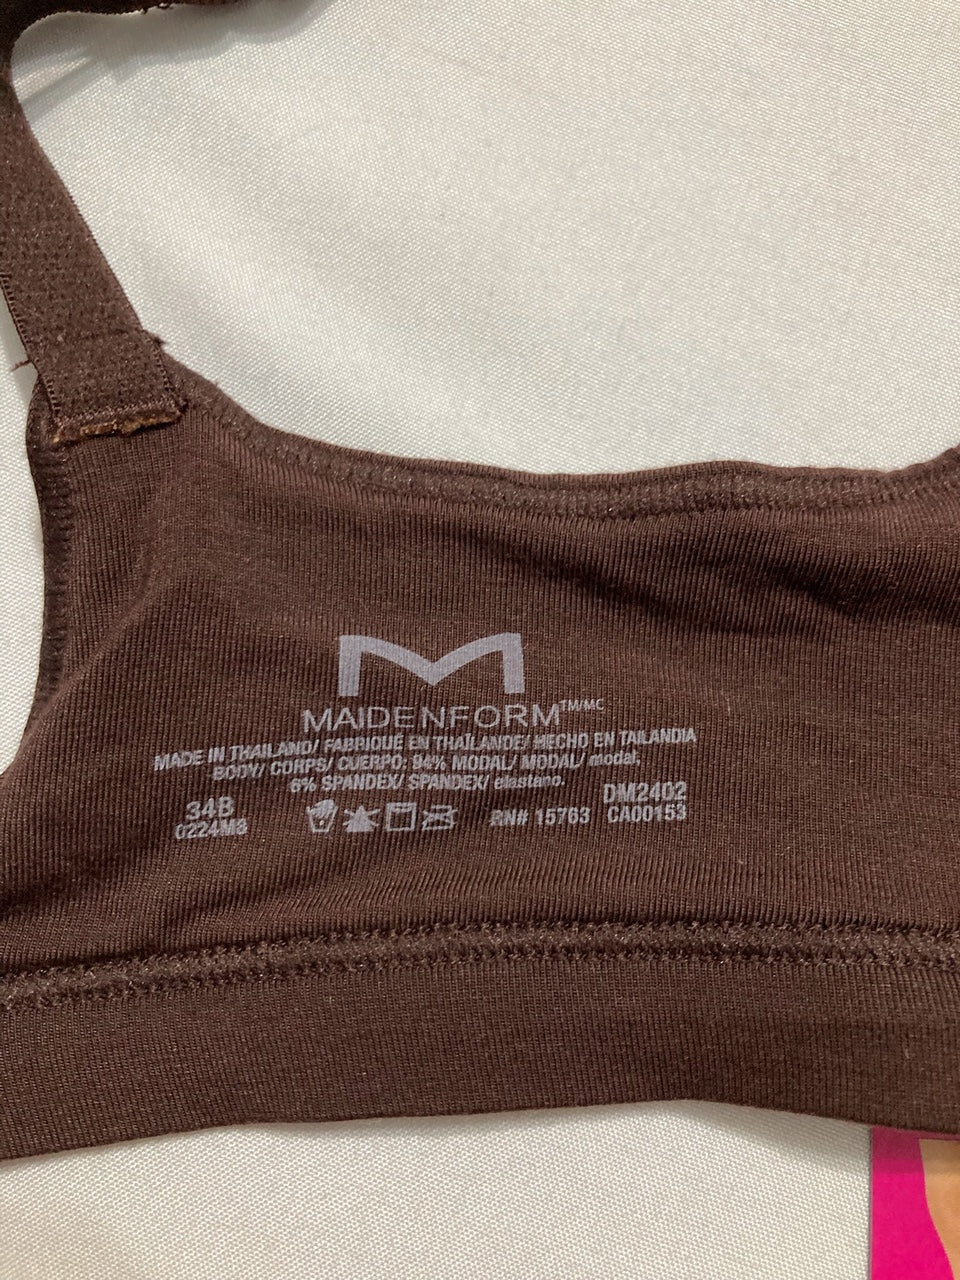 MAIDENFORM™/MC
MADE IN THAILAND/ FABRIQUÉ EN THAÏLANDE/ HECHO EN TAILANDIA
BODY/ CORPS/ CUERPO: 94% MODAL/ MODAL/ modal,
6% SPANDEX/ SPANDEX/ elastano.
34B
0224M3
RN# 15763
DM2402
CA00153